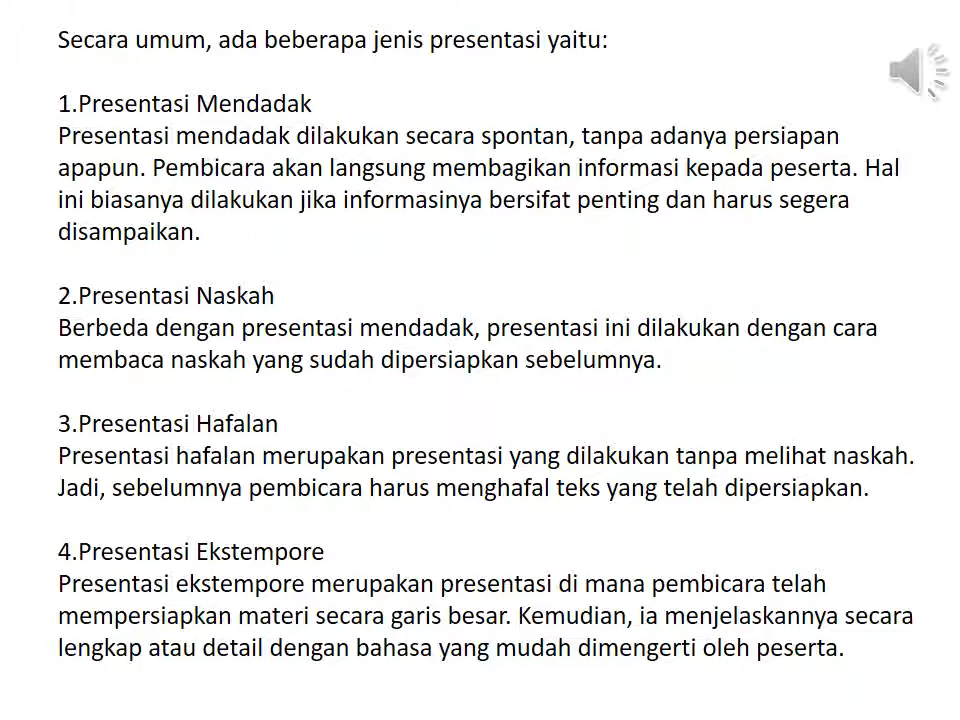 Secara umum, ada beberapa jenis presentasi yaitu:
1.Presentasi Mendadak
Presentasi mendadak dilakukan secara spontan, tanpa adanya persiapan
apapun. Pembicara akan langsung membagikan informasi kepada peserta. Hal
ini biasanya dilakukan jika informasinya bersifat penting dan harus segera
disampaikan.
2.Presentasi Naskah
Berbeda dengan presentasi mendadak, presentasi ini dilakukan dengan cara
membaca naskah yang sudah dipersiapkan sebelumnya.
3.Presentasi Hafalan
Presentasi hafalan merupakan presentasi yang dilakukan tanpa melihat naskah.
Jadi, sebelumnya pembicara harus menghafal teks yang telah dipersiapkan.
4.Presentasi Ekstempore
Presentasi ekstempore merupakan presentasi di mana pembicara telah
mempersiapkan materi secara garis besar. Kemudian, ia menjelaskannya secara
lengkap atau detail dengan bahasa yang mudah dimengerti oleh peserta.